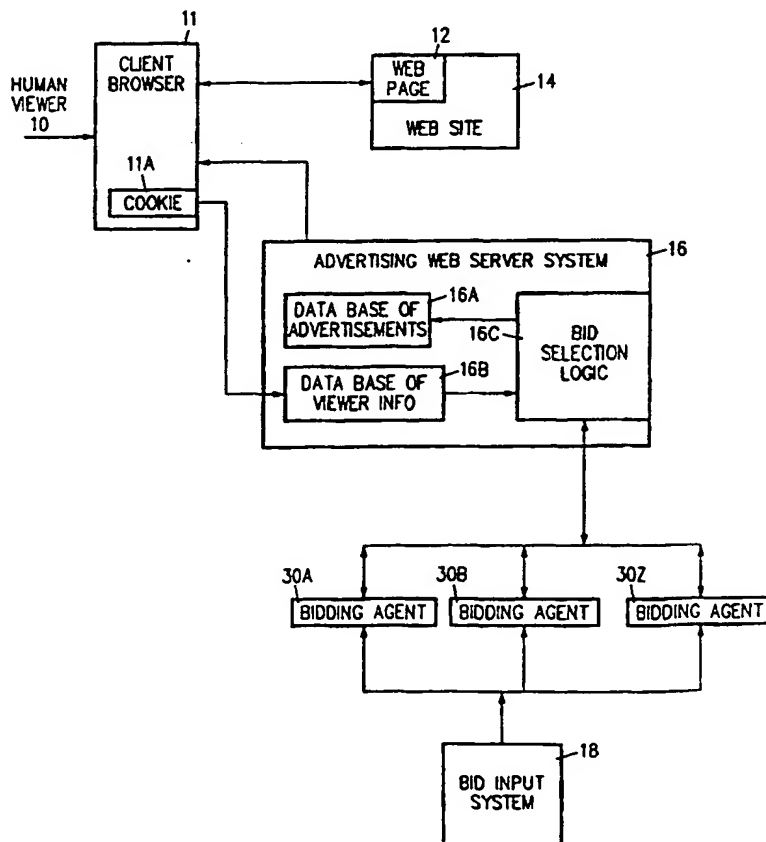 11
CLIENT
BROWSER
HUMAN
VIEWER
10
11A
COOKIE
12
WEB
PAGE
14
WEB SITE
16
ADVERTISING WEB SERVER SYSTEM
16A
DATA BASE OF
ADVERTISEMENTS
16C
BID
SELECTION
LOGIC
16B
DATA BASE OF
VIEWER INFO
30A
BIDDING AGENT
30B
BIDDING AGENT
30Z
BIDDING AGENT
18
BID INPUT
SYSTEM